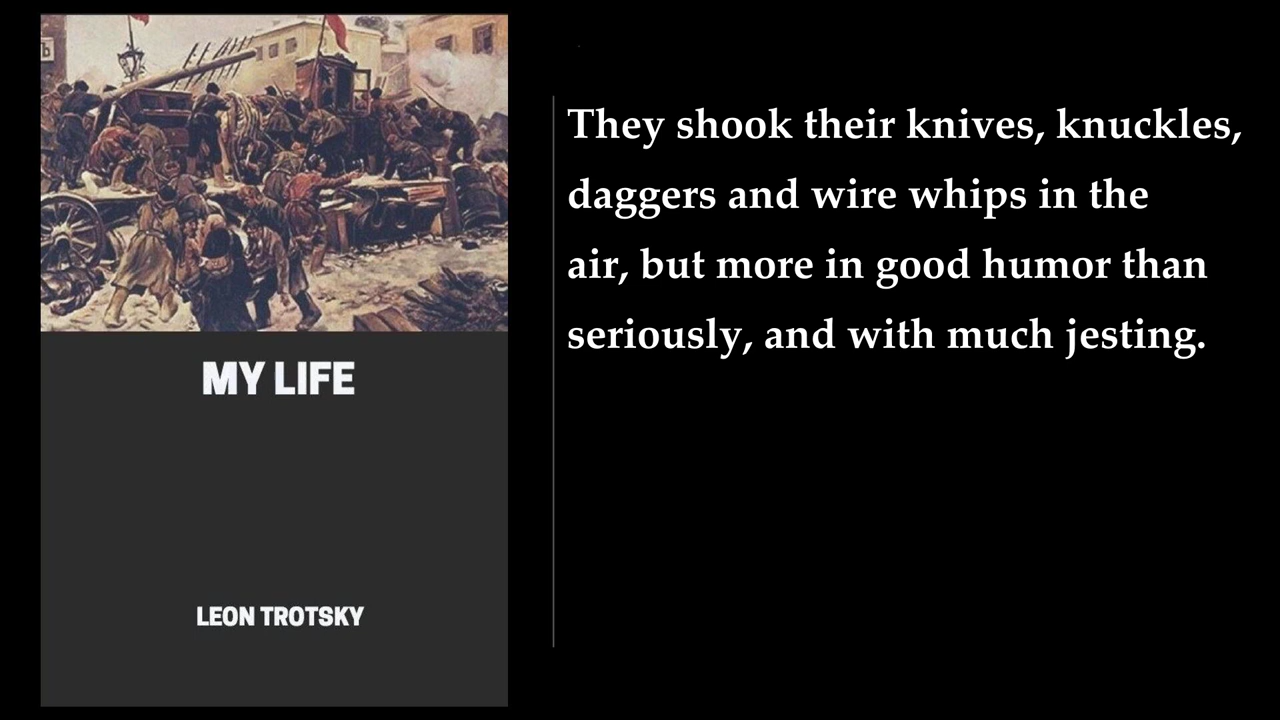 Ъ
MY LIFE
LEON TROTSKY
They shook their knives, knuckles,
daggers and wire whips in the
air, but more in good humor than
seriously, and with much jesting.